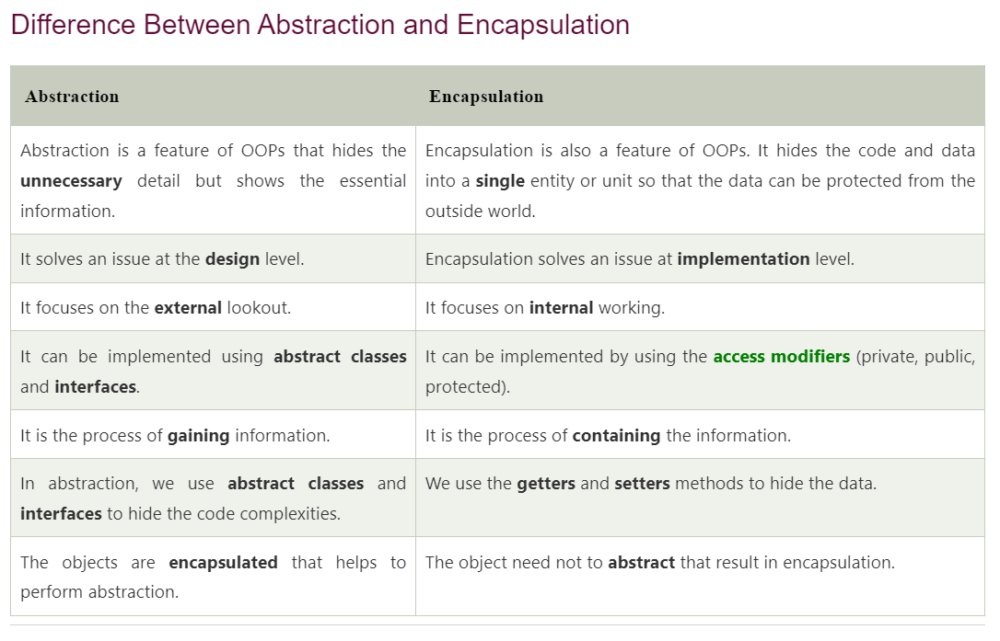 Difference Between Abstraction and Encapsulation
Abstraction
Encapsulation
Abstraction is a feature of OOPs that hides the
unnecessary detail but shows the essential
information.
Encapsulation is also a feature of OOPs. It hides the code and data
into a single entity or unit so that the data can be protected from the
outside world.
It solves an issue at the design level.
Encapsulation solves an issue at implementation level.
It focuses on the external lookout.
It focuses on internal working.
It can be implemented using abstract classes
and interfaces.
It can be implemented by using the access modifiers (private, public,
protected).
It is the process of gaining information.
It is the process of containing the information.
In abstraction, we use abstract classes and
interfaces to hide the code complexities.
We use the getters and setters methods to hide the data.
The objects are encapsulated that helps to
perform abstraction.
The object need not to abstract that result in encapsulation.